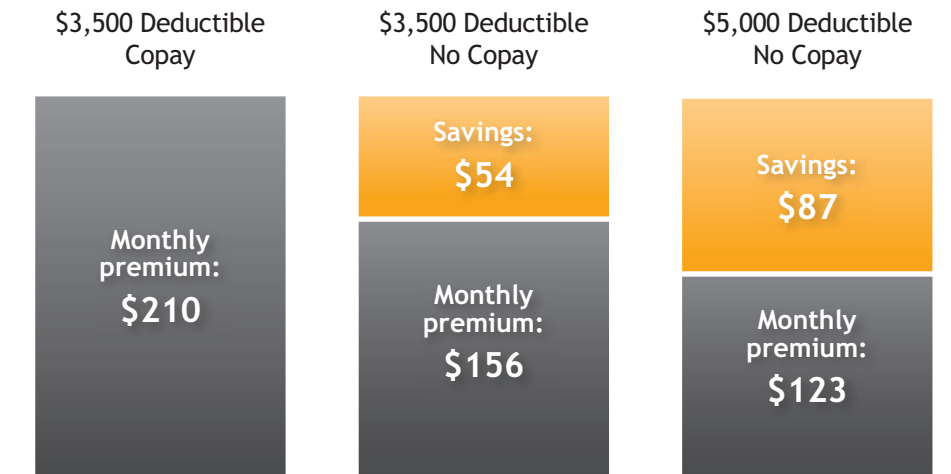 $3,500 Deductible
Copay
$3,500 Deductible
No Copay
$5,000 Deductible
No Copay
Monthly
premium:
$210
Savings:
$54
Monthly
premium:
$156
Savings:
$87
Monthly
premium:
$123